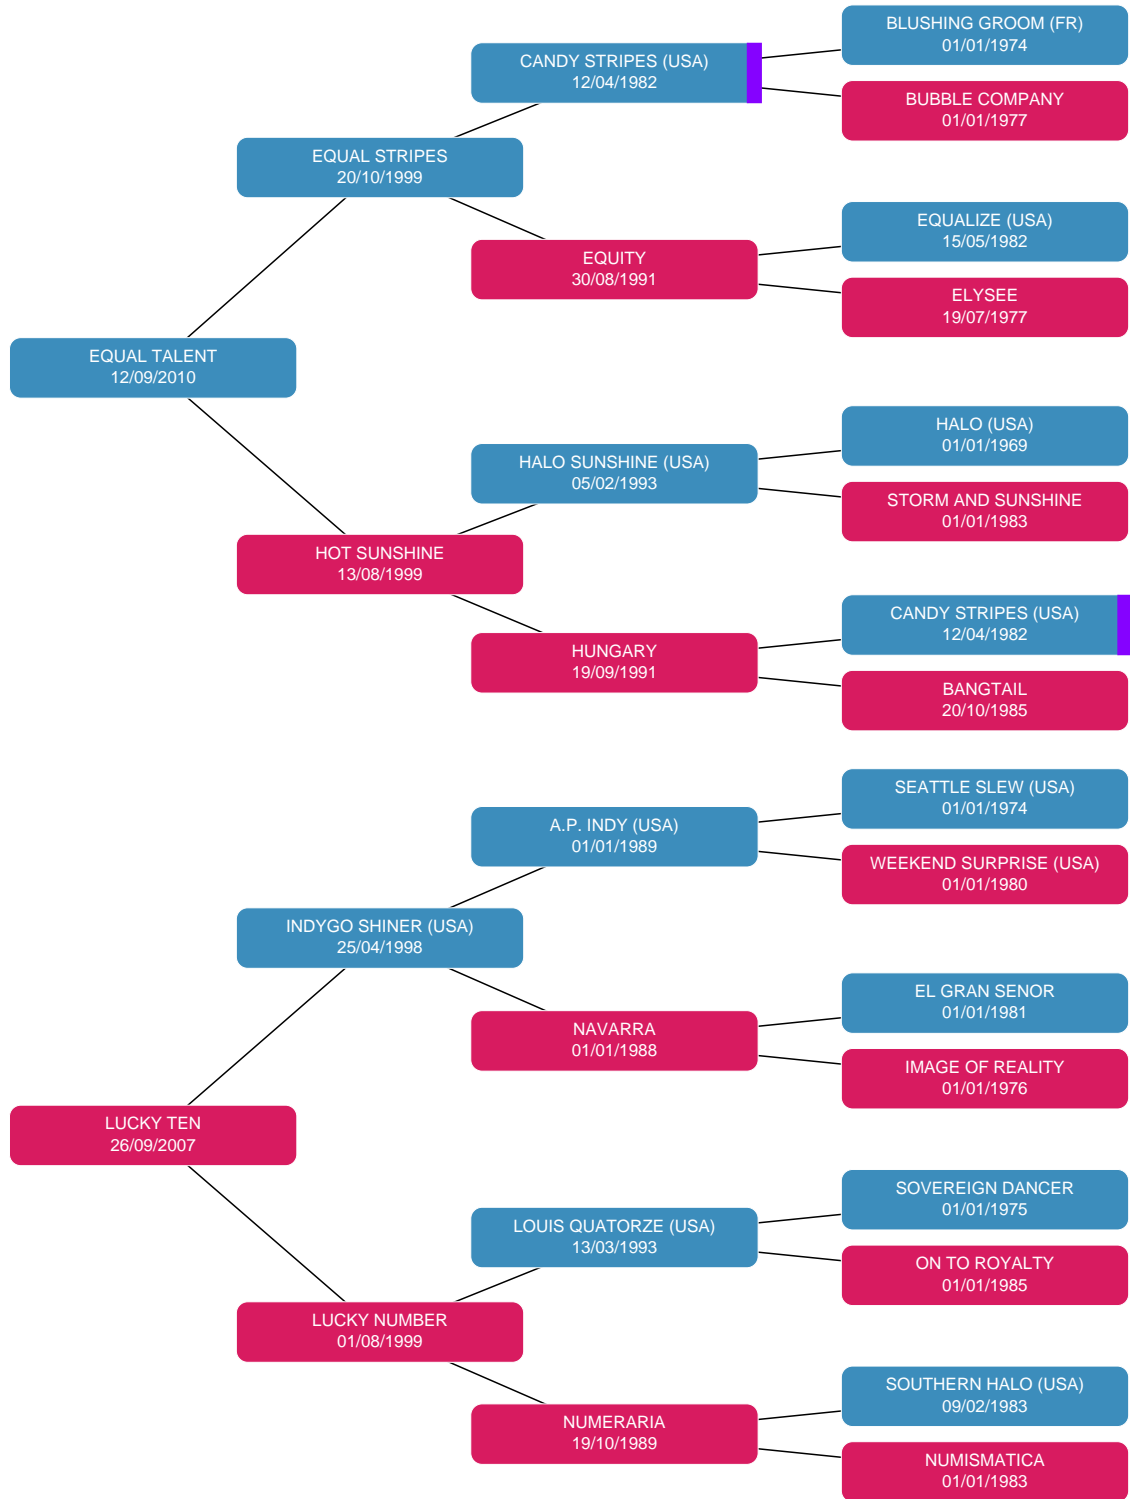 BLUSHING GROOM (FR)
01/01/1974
CANDY STRIPES (USA)
12/04/1982
BUBBLE COMPANY
01/01/1977
EQUAL STRIPES
20/10/1999
EQUALIZE (USA)
15/05/1982
EQUITY
30/08/1991
ELYSEE
19/07/1977
EQUAL TALENT
12/09/2010
HALO (USA)
01/01/1969
HALO SUNSHINE (USA)
05/02/1993
STORM AND SUNSHINE
01/01/1983
HOT SUNSHINE
13/08/1999
CANDY STRIPES (USA)
12/04/1982
HUNGARY
19/09/1991
BANGTAIL
20/10/1985
SEATTLE SLEW (USA)
01/01/1974
A.P. INDY (USA)
01/01/1989
WEEKEND SURPRISE (USA)
01/01/1980
INDYGO SHINER (USA)
25/04/1998
EL GRAN SENOR
01/01/1981
NAVARRA
01/01/1988
IMAGE OF REALITY
01/01/1976
LUCKY TEN
26/09/2007
SOVEREIGN DANCER
01/01/1975
LOUIS QUATORZE (USA)
13/03/1993
ON TO ROYALTY
01/01/1985
LUCKY NUMBER
01/08/1999
SOUTHERN HALO (USA)
09/02/1983
NUMERARIA
19/10/1989
NUMISMATICA
01/01/1983